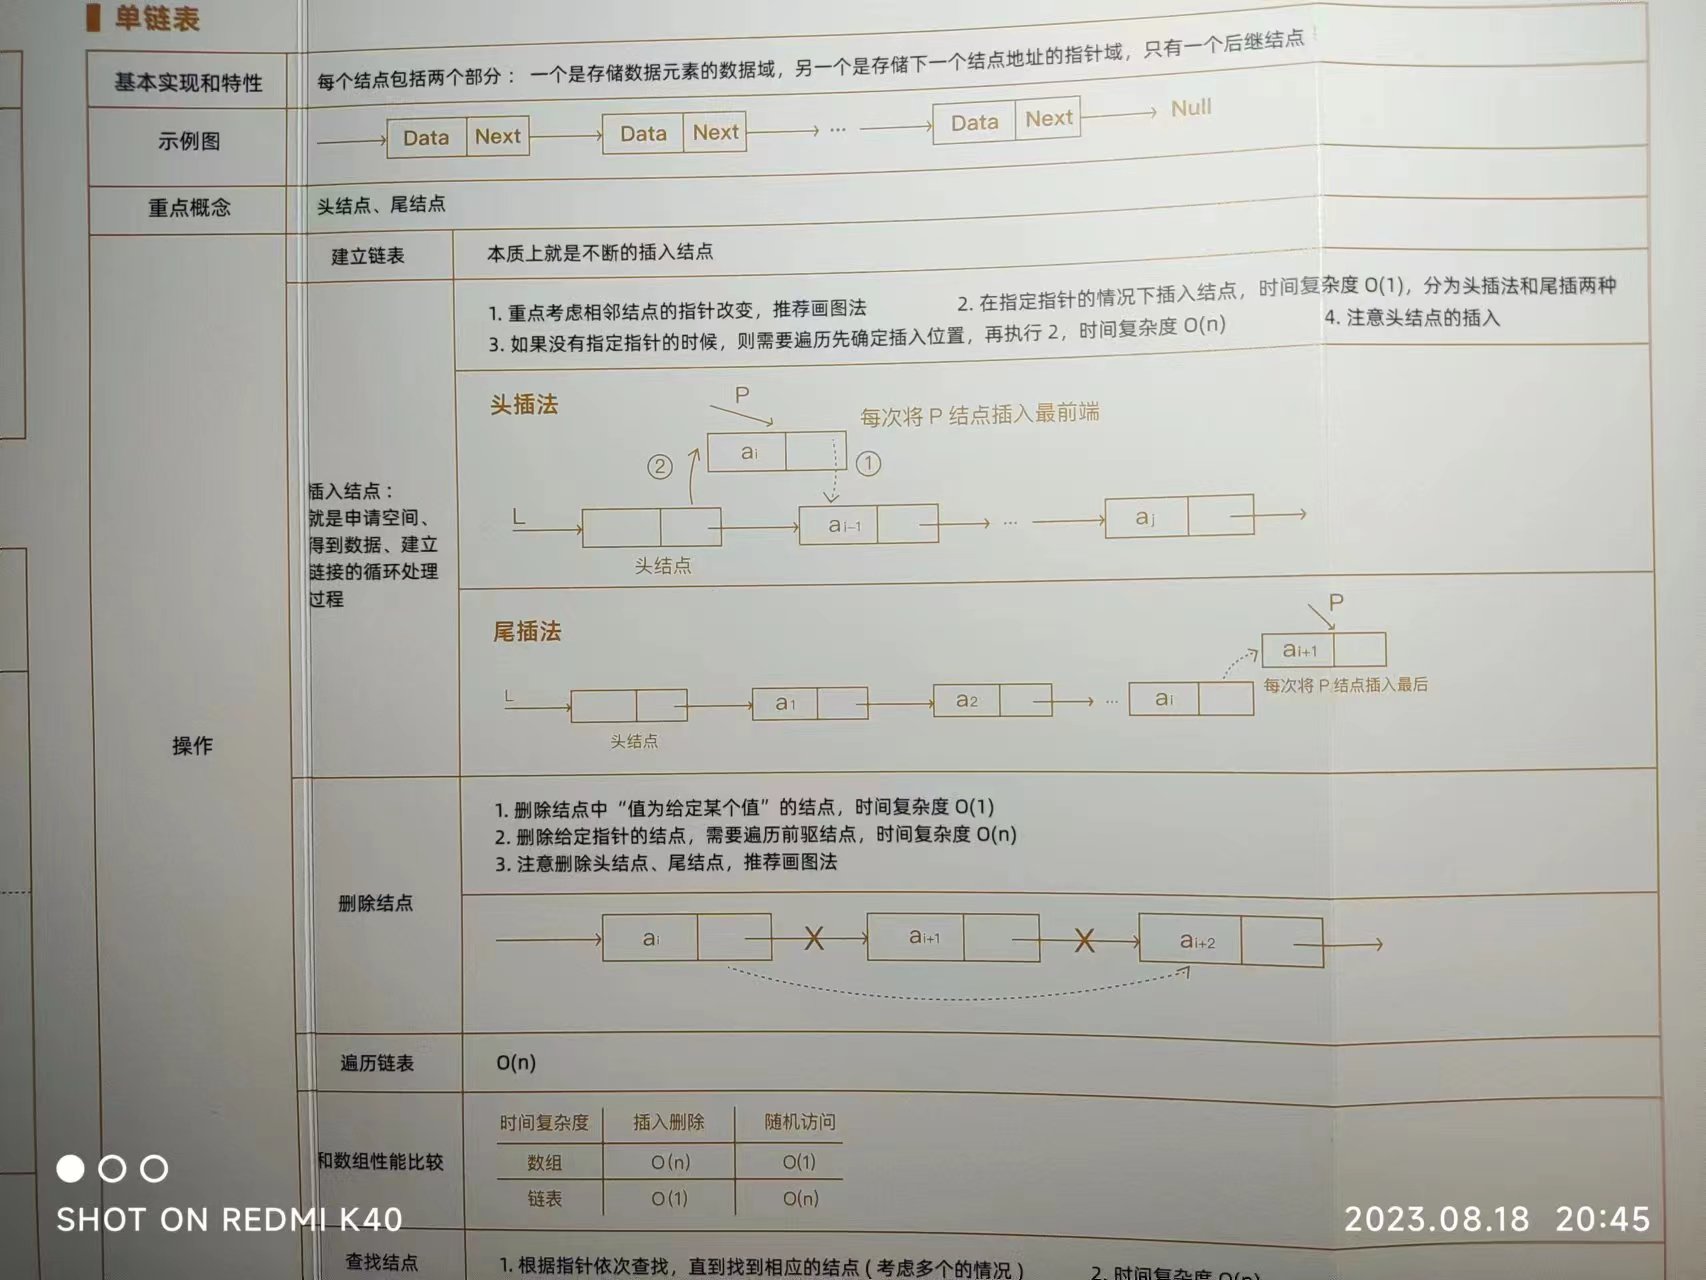 单链表
基本实现和特性
每个结点包括两个部分： 一个是存储数据元素的数据域，另一个是存储下一个结点地址的指针域，只有一个后继结点
示例图
Data Next Data Next ... Data Next Null
重点概念
头结点、尾结点
操作
建立链表
本质上就是不断的插入结点
插入结点：
就是申请空间、
得到数据、建立
链接的循环处理
过程
1. 重点考虑相邻结点的指针改变，推荐画图法
2. 在指定指针的情况下插入结点，时间复杂度 O(1)，分为头插法和尾插两种
3. 如果没有指定指针的时候，则需要遍历先确定插入位置，再执行 2，时间复杂度 O(n)
4. 注意头结点的插入
头插法
P
每次将 P 结点插入最前端
ai
② ①
L ai-1 ... aj
头结点
尾插法
P
ai+1
每次将 P 结点插入最后
L a1 a2 ... ai
头结点
删除结点
1. 删除结点中“值为给定某个值”的结点，时间复杂度 O(1)
2. 删除给定指针的结点，需要遍历前驱结点，时间复杂度 O(n)
3. 注意删除头结点、尾结点，推荐画图法
ai X ai+1 X ai+2
遍历链表
O(n)
和数组性能比较
时间复杂度 插入删除 随机访问
数组 O(n) O(1)
链表 O(1) O(n)
查找结点
1. 根据指针依次查找，直到找到相应的结点 ( 考虑多个的情况 )
2. 时间复杂度 O(n)
SHOT ON REDMI K40
2023.08.18 20:45